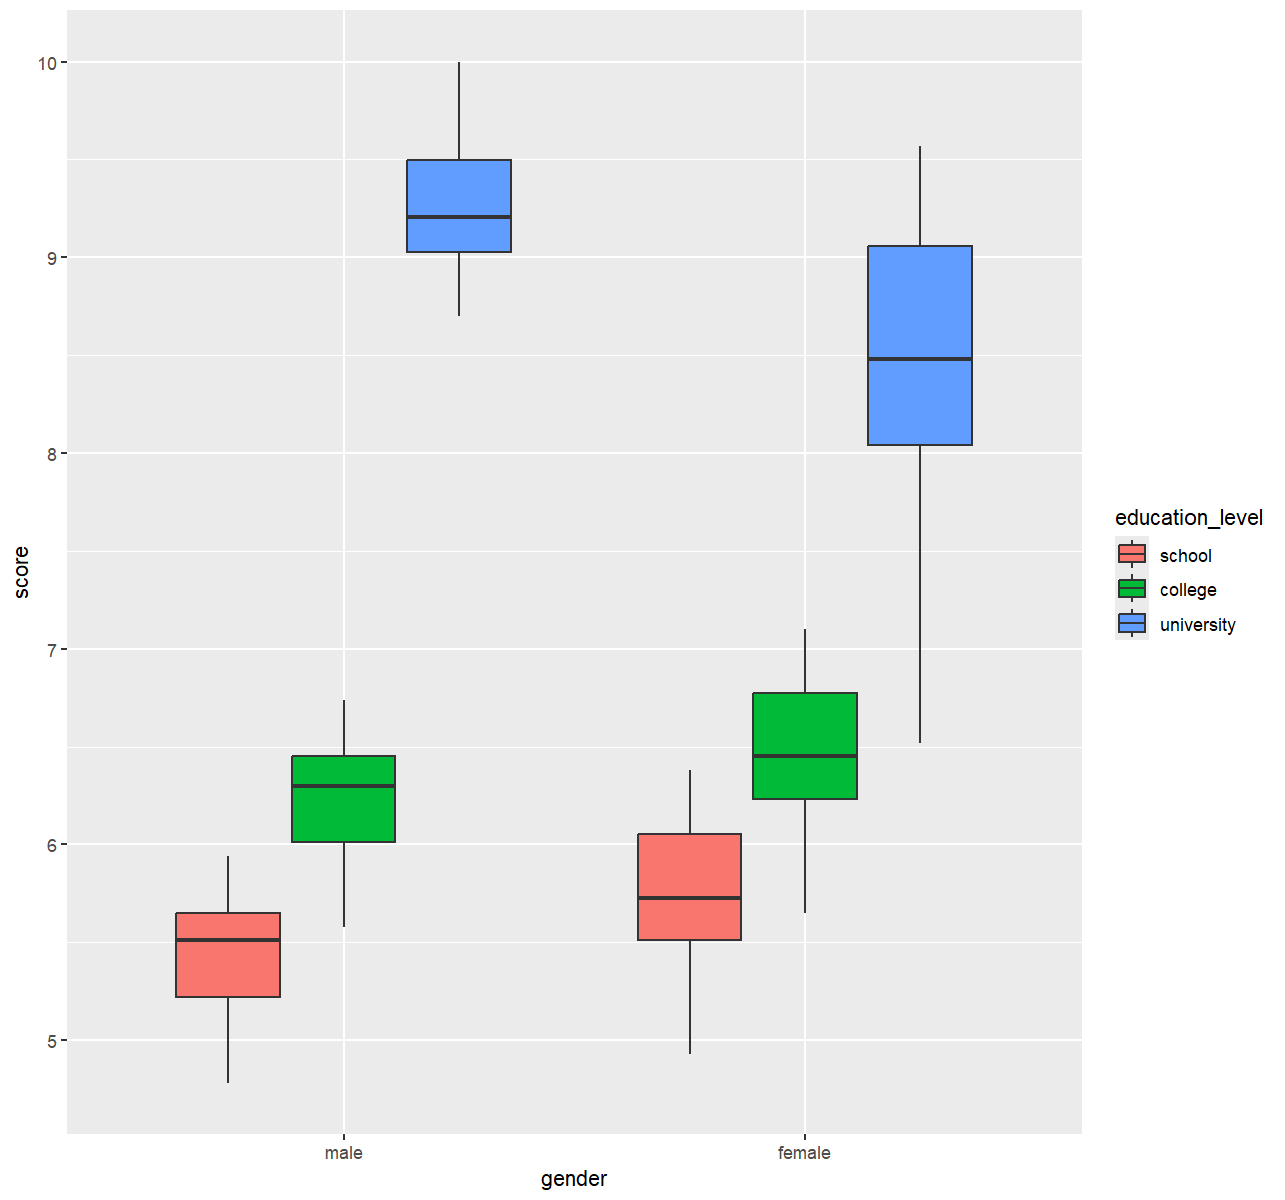 10
9
8
7
6
5
score
male
female
gender
education_level
school
college
university